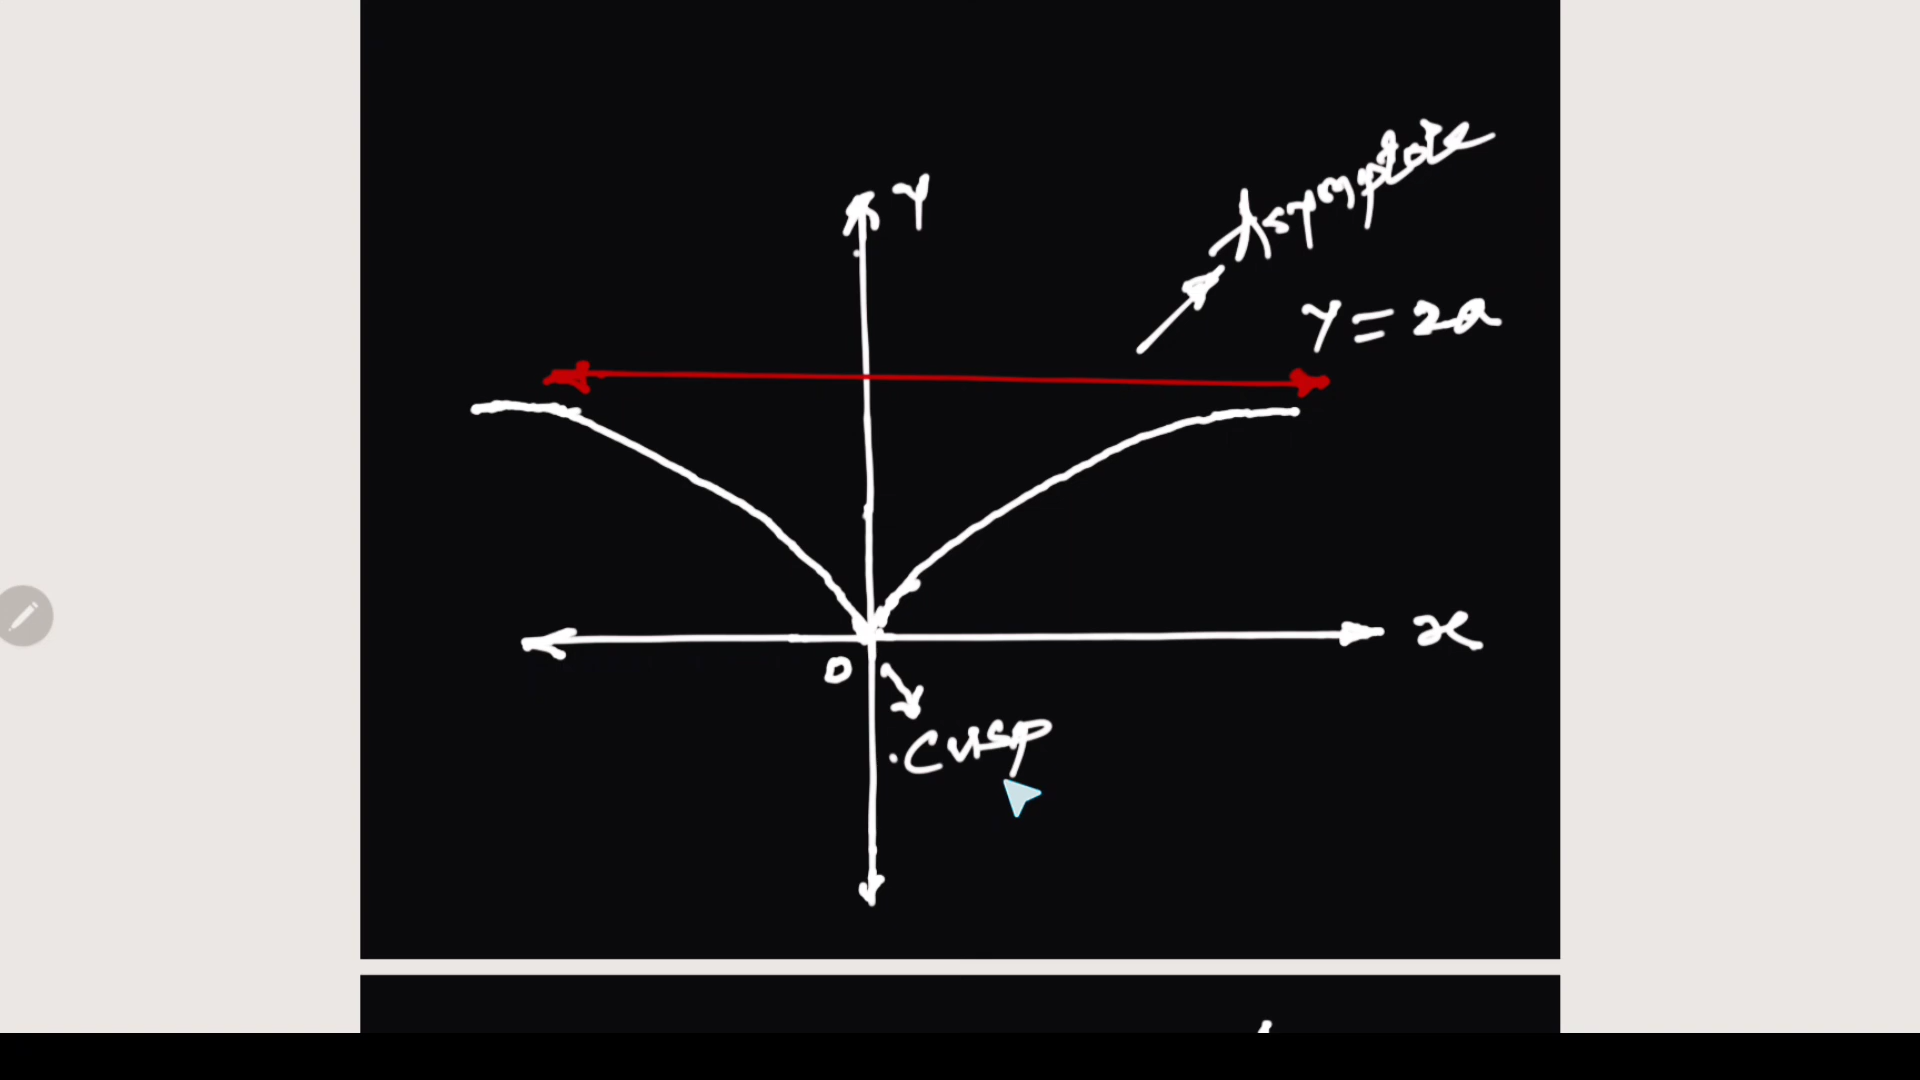 Y
Asymptote
Y = 2a
x
O
.Cusp